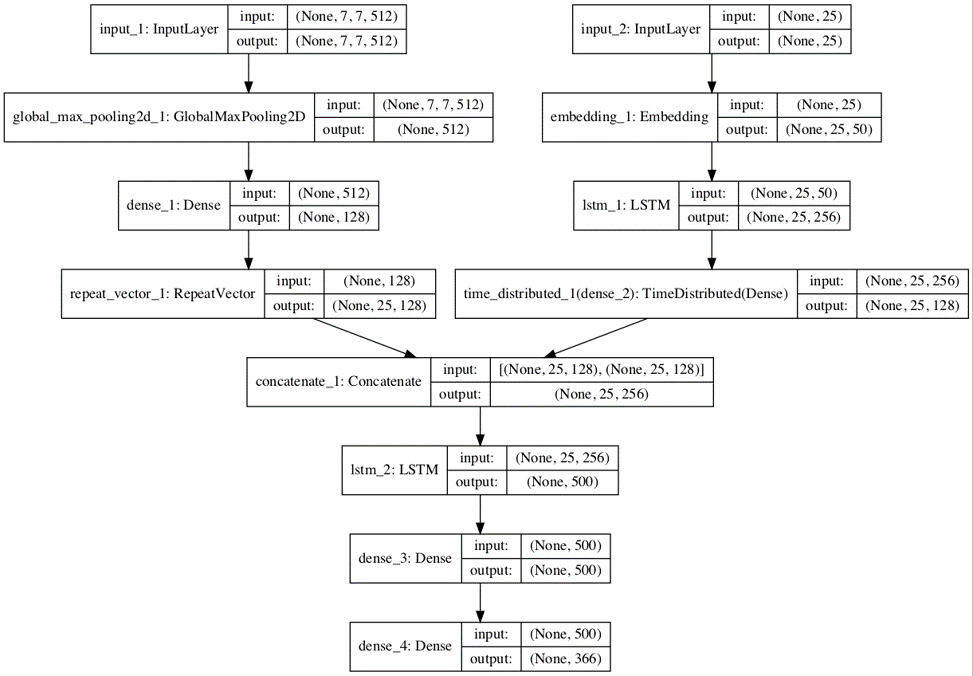 input_1: InputLayer
input: (None, 7, 7, 512)
output: (None, 7, 7, 512)
input_2: InputLayer
input: (None, 25)
output: (None, 25)
global_max_pooling2d_1: GlobalMaxPooling2D
input: (None, 7, 7, 512)
output: (None, 512)
embedding_1: Embedding
input: (None, 25)
output: (None, 25, 50)
dense_1: Dense
input: (None, 512)
output: (None, 128)
lstm_1: LSTM
input: (None, 25, 50)
output: (None, 25, 256)
repeat_vector_1: RepeatVector
input: (None, 128)
output: (None, 25, 128)
time_distributed_1(dense_2): TimeDistributed(Dense)
input: (None, 25, 256)
output: (None, 25, 128)
concatenate_1: Concatenate
input: [(None, 25, 128), (None, 25, 128)]
output: (None, 25, 256)
lstm_2: LSTM
input: (None, 25, 256)
output: (None, 500)
dense_3: Dense
input: (None, 500)
output: (None, 500)
dense_4: Dense
input: (None, 500)
output: (None, 366)